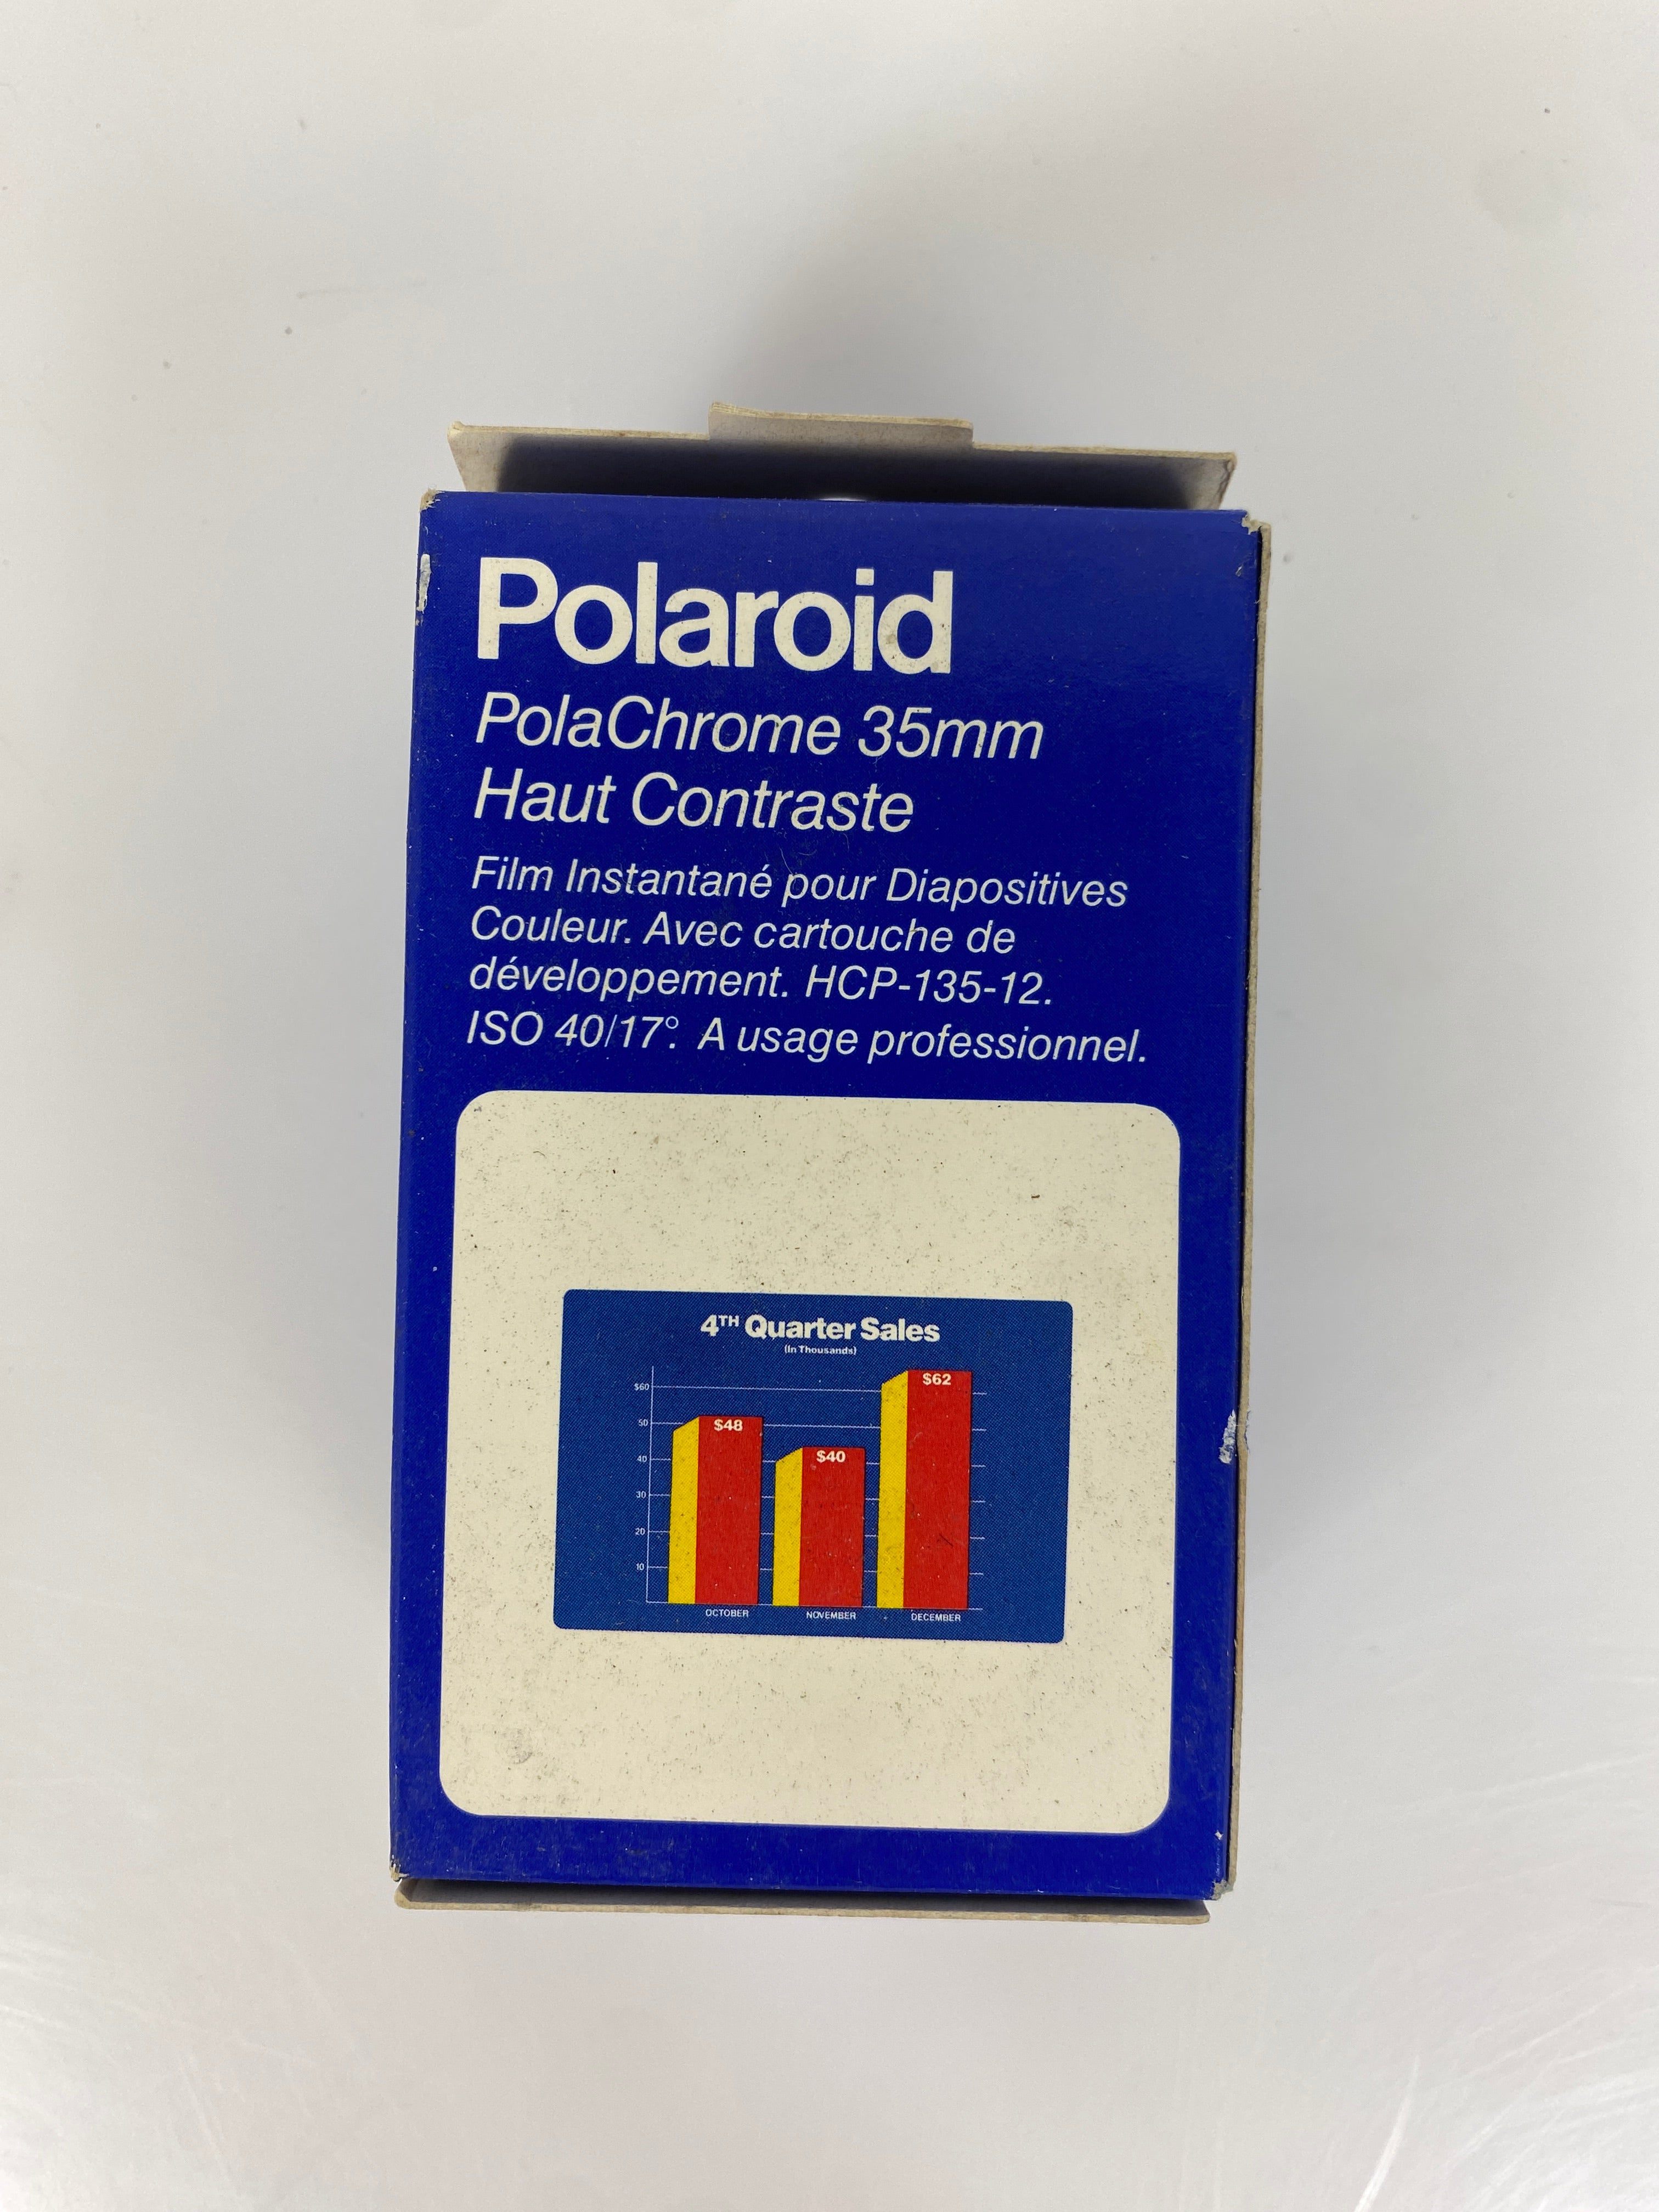 Polaroid
PolaChrome 35mm
Haut Contraste
Film Instantané pour Diapositives
Couleur. Avec cartouche de
développement. HCP-135-12.
ISO 40/17°. A usage professionnel.
4TH Quarter Sales
(In Thousands)
$60
50
40
30
20
10
$48
$40
$62
OCTOBER NOVEMBER DECEMBER